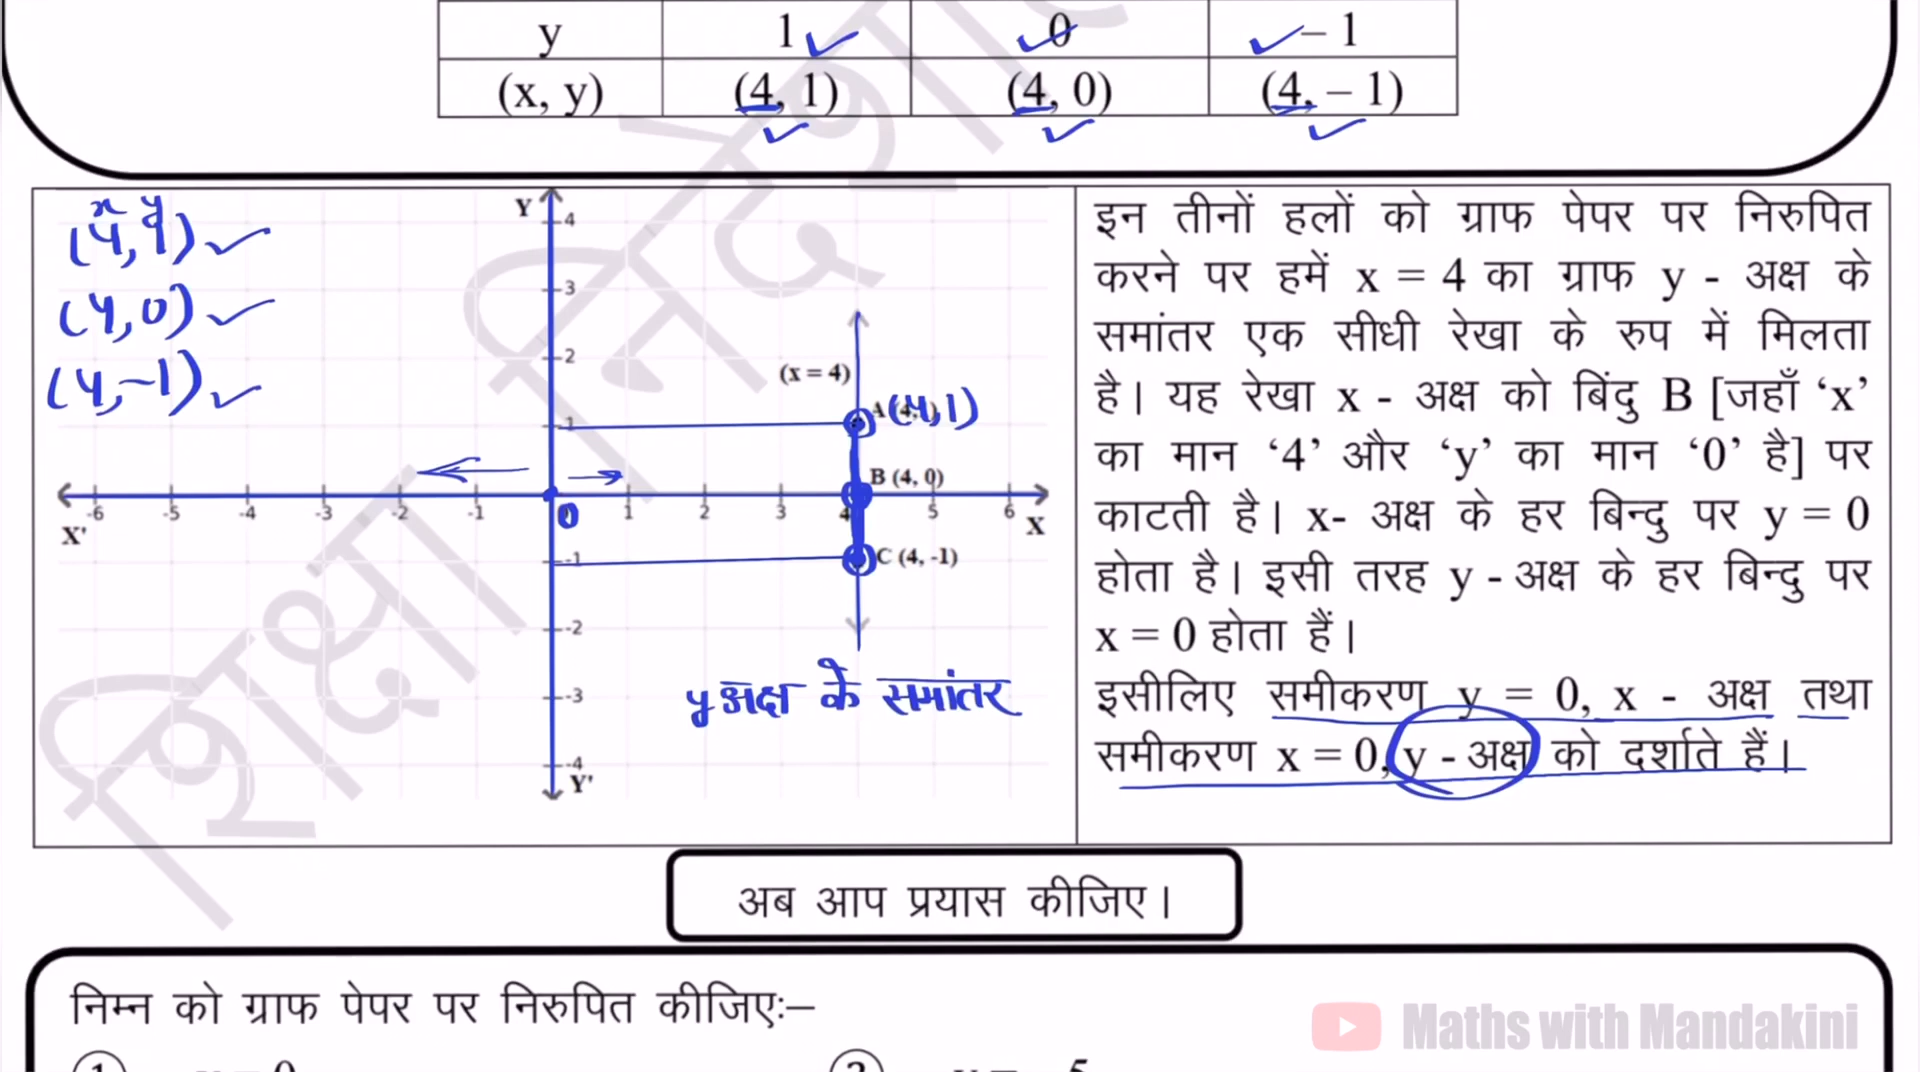 y 1 0 – 1
(x, y) (4, 1) (4, 0) (4, – 1)
x y
(4, 1)
(4, 0)
(4, -1)
Y
4
3
2
(x = 4)
1 A (4, 1)
B (4, 0)
-6 -5 -4 -3 -2 -1 0 1 2 3 4 5 6
X' X
-1 C (4, -1)
-2
-3
y अक्ष के समांतर
-4
Y'
इन तीनों हलों को ग्राफ पेपर पर निरुपित
करने पर हमें x = 4 का ग्राफ y - अक्ष के
समांतर एक सीधी रेखा के रुप में मिलता
है। यह रेखा x - अक्ष को बिंदु B [जहाँ ‘x’
का मान ‘4’ और ‘y’ का मान ‘0’ है] पर
काटती है। x- अक्ष के हर बिन्दु पर y = 0
होता है। इसी तरह y - अक्ष के हर बिन्दु पर
x = 0 होता हैं।
इसीलिए समीकरण y = 0, x - अक्ष तथा
समीकरण x = 0, y - अक्ष को दर्शाते हैं।
शिक्षा निदेशा
अब आप प्रयास कीजिए।
निम्न को ग्राफ पेपर पर निरुपित कीजिएः–
Maths with Mandakini